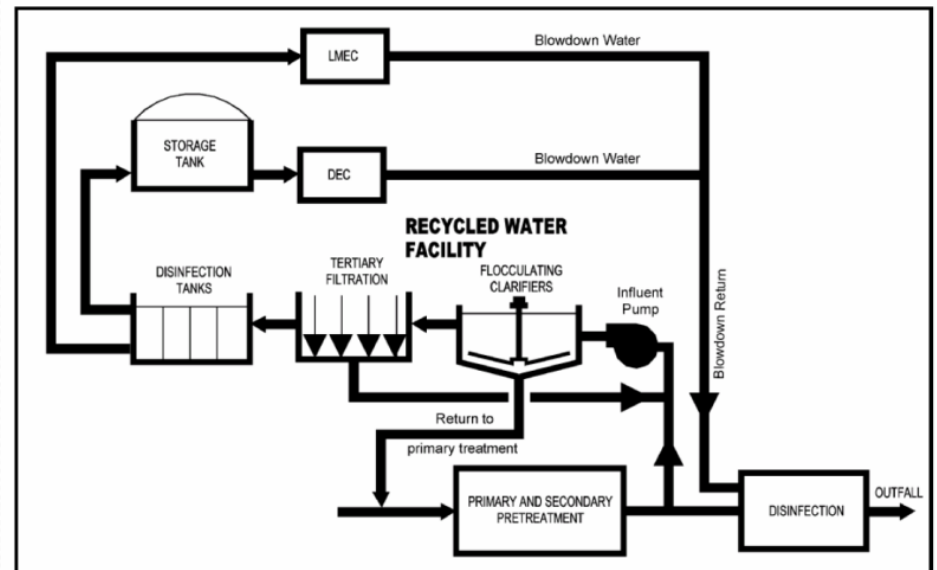 Blowdown Water
LMEC
STORAGE
TANK
Blowdown Water
DEC
RECYCLED WATER
FACILITY
DISINFECTION
TANKS
TERTIARY
FILTRATION
FLOCCULATING
CLARIFIERS
Influent
Pump
Blowdown Return
Return to
primary treatment
PRIMARY AND SECONDARY
PRETREATMENT
DISINFECTION
OUTFALL